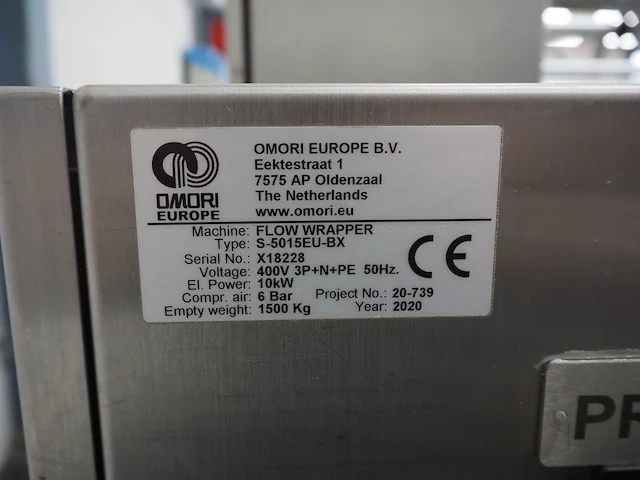 OMORI
EUROPE
OMORI EUROPE B.V.
Eektestraat 1
7575 AP Oldenzaal
The Netherlands
www.omori.eu
Machine: FLOW WRAPPER
Type: S-5015EU-BX
Serial No.: X18228
Voltage: 400V 3P+N+PE 50Hz.
El. Power: 10kW
Compr. air: 6 Bar Project No.: 20-739
Empty weight: 1500 Kg Year: 2020
CE